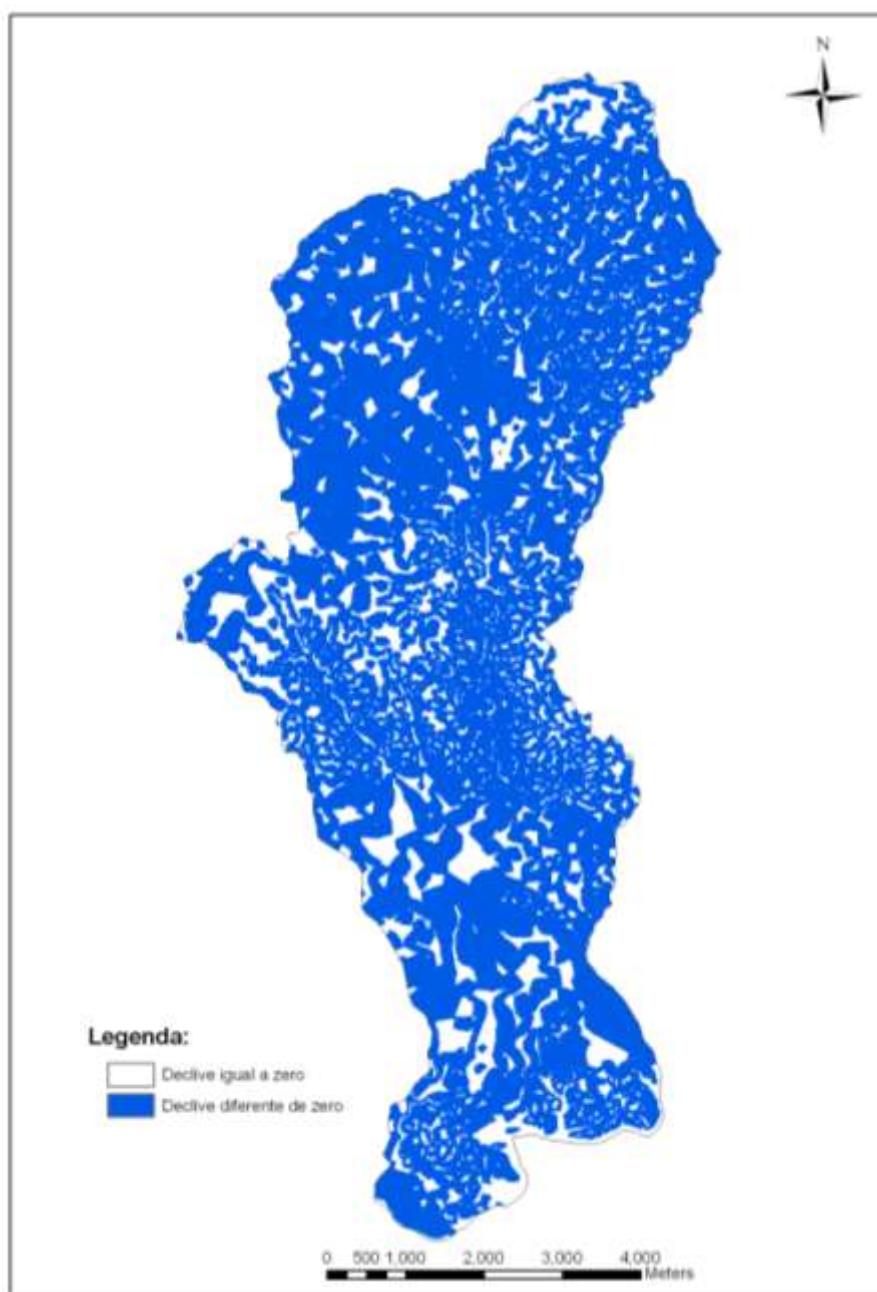 N
Legenda:
Declive igual a zero
Declive diferente de zero
0 500 1,000 2,000 3,000 4,000
Meters